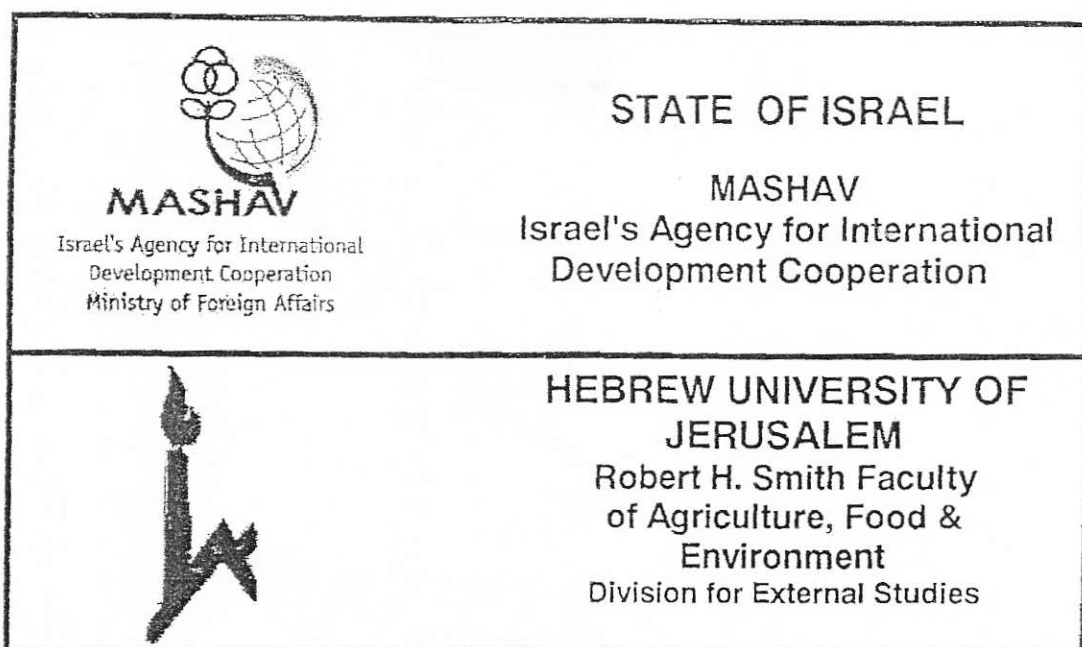 MASHAV
Israel's Agency for International
Development Cooperation
Ministry of Foreign Affairs
STATE OF ISRAEL
MASHAV
Israel's Agency for International
Development Cooperation
HEBREW UNIVERSITY OF
JERUSALEM
Robert H. Smith Faculty
of Agriculture, Food &
Environment
Division for External Studies